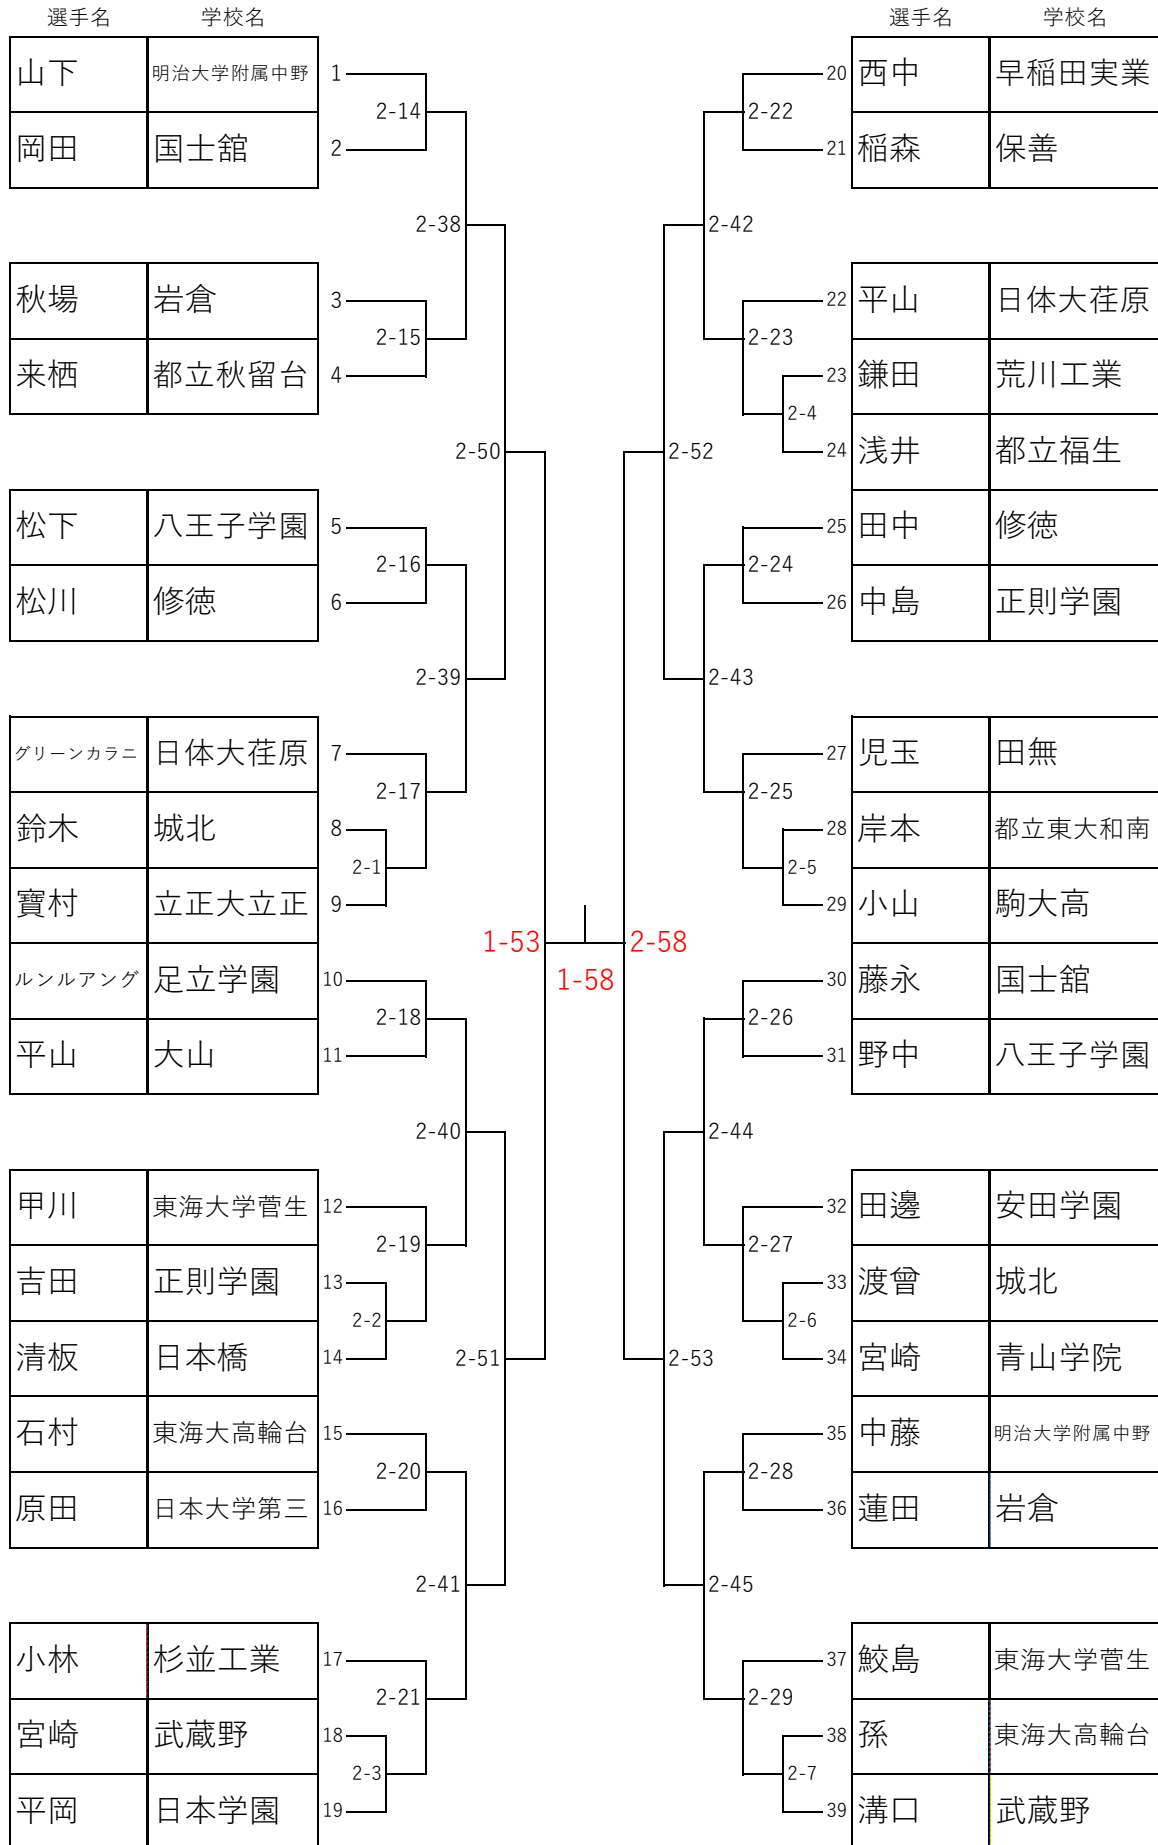 選手名 学校名
山下 明治大学附属中野 1
2-14
岡田 国士舘 2
2-38
秋場 岩倉 3
2-15
来栖 都立秋留台 4
2-50
松下 八王子学園 5
2-16
松川 修徳 6
2-39
グリーンカラニ 日体大荏原 7
2-17
鈴木 城北 8
2-1
寶村 立正大立正 9
1-53
ルンルアング 足立学園 10
2-18
平山 大山 11
2-40
甲川 東海大学菅生 12
2-19
吉田 正則学園 13
2-2
清板 日本橋 14
2-51
石村 東海大高輪台 15
2-20
原田 日本大学第三 16
2-41
小林 杉並工業 17
2-21
宮崎 武蔵野 18
2-3
平岡 日本学園 19
1-58
選手名 学校名
20 西中 早稲田実業
2-22
21 稲森 保善
2-42
22 平山 日体大荏原
2-23
23 鎌田 荒川工業
2-4
24 浅井 都立福生
2-52
25 田中 修徳
2-24
26 中島 正則学園
2-43
27 児玉 田無
2-25
28 岸本 都立東大和南
2-5
29 小山 駒大高
2-58
30 藤永 国士舘
2-26
31 野中 八王子学園
2-44
32 田邊 安田学園
2-27
33 渡曾 城北
2-6
34 宮崎 青山学院
2-53
35 中藤 明治大学附属中野
2-28
36 蓮田 岩倉
2-45
37 鮫島 東海大学菅生
2-29
38 孫 東海大高輪台
2-7
39 溝口 武蔵野